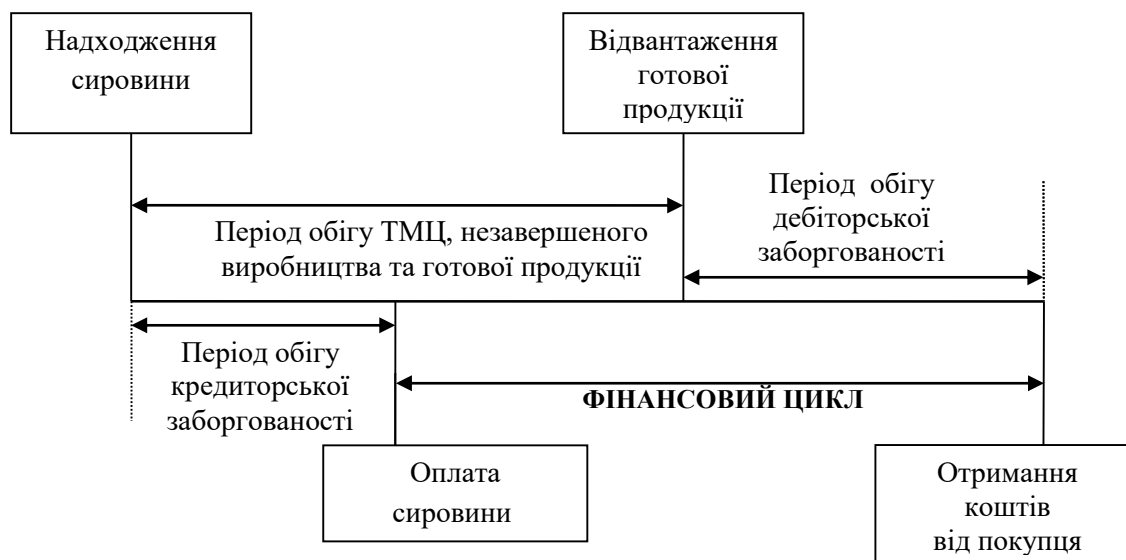 Надходження
сировини
Відвантаження
готової
продукції
Період обігу
дебіторської
заборгованості
Період обігу ТМЦ, незавершеного
виробництва та готової продукції
Період обігу
кредиторської
заборгованості
ФІНАНСОВИЙ ЦИКЛ
Оплата
сировини
Отримання
коштів
від покупця